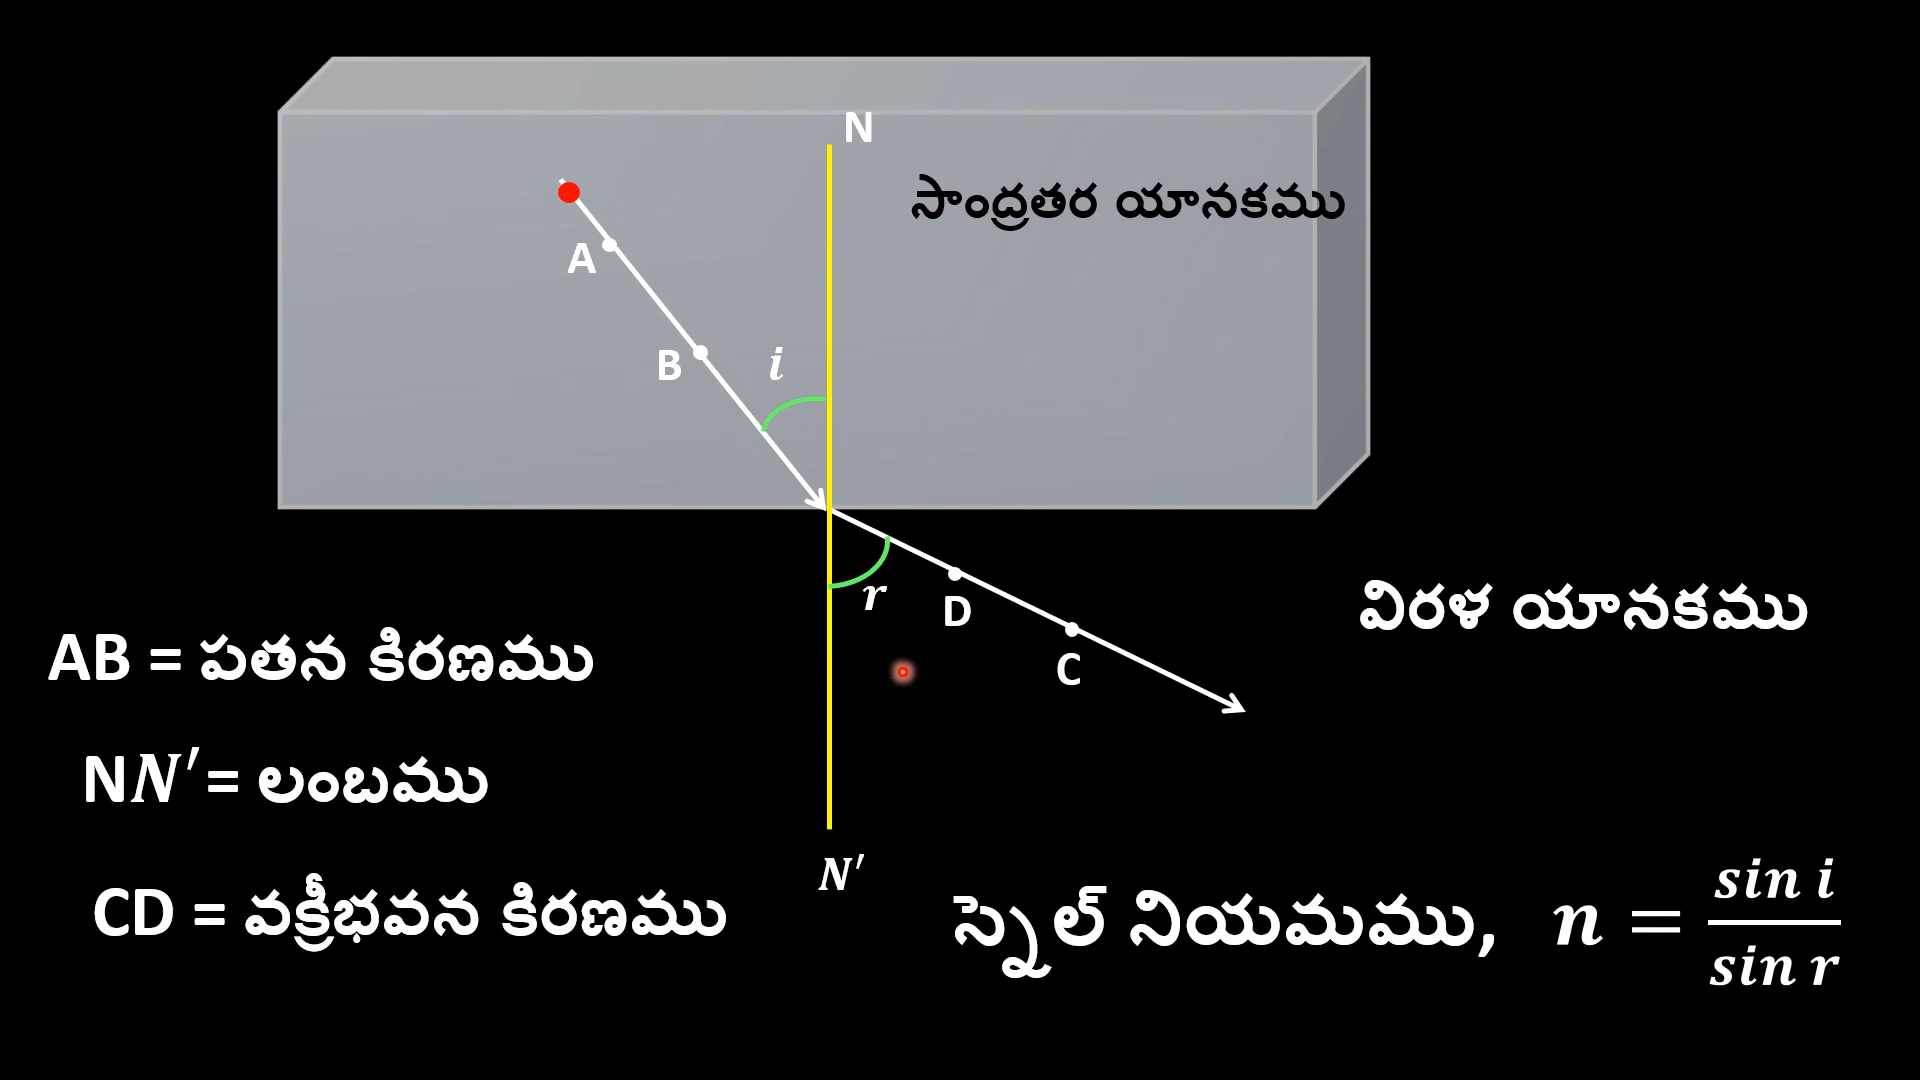 N
సాంద్రతర యానకము
A
B
i
r
D
C
విరళ యానకము
AB = పతన కిరణము
NN′= లంబము
N′
CD = వక్రీభవన కిరణము
స్నెల్ నియమము, n = sin i / sin r